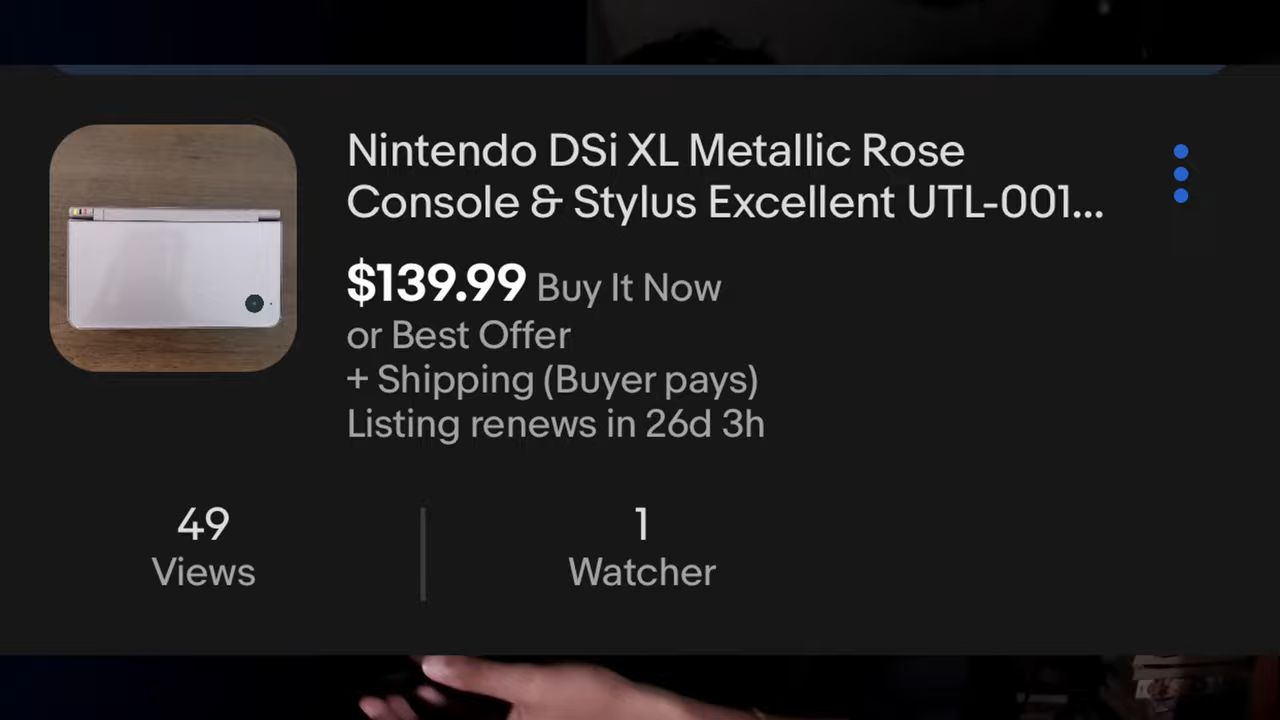 Nintendo DSi XL Metallic Rose
Console & Stylus Excellent UTL-001...
$139.99 Buy It Now
or Best Offer
+ Shipping (Buyer pays)
Listing renews in 26d 3h
49
Views
1
Watcher